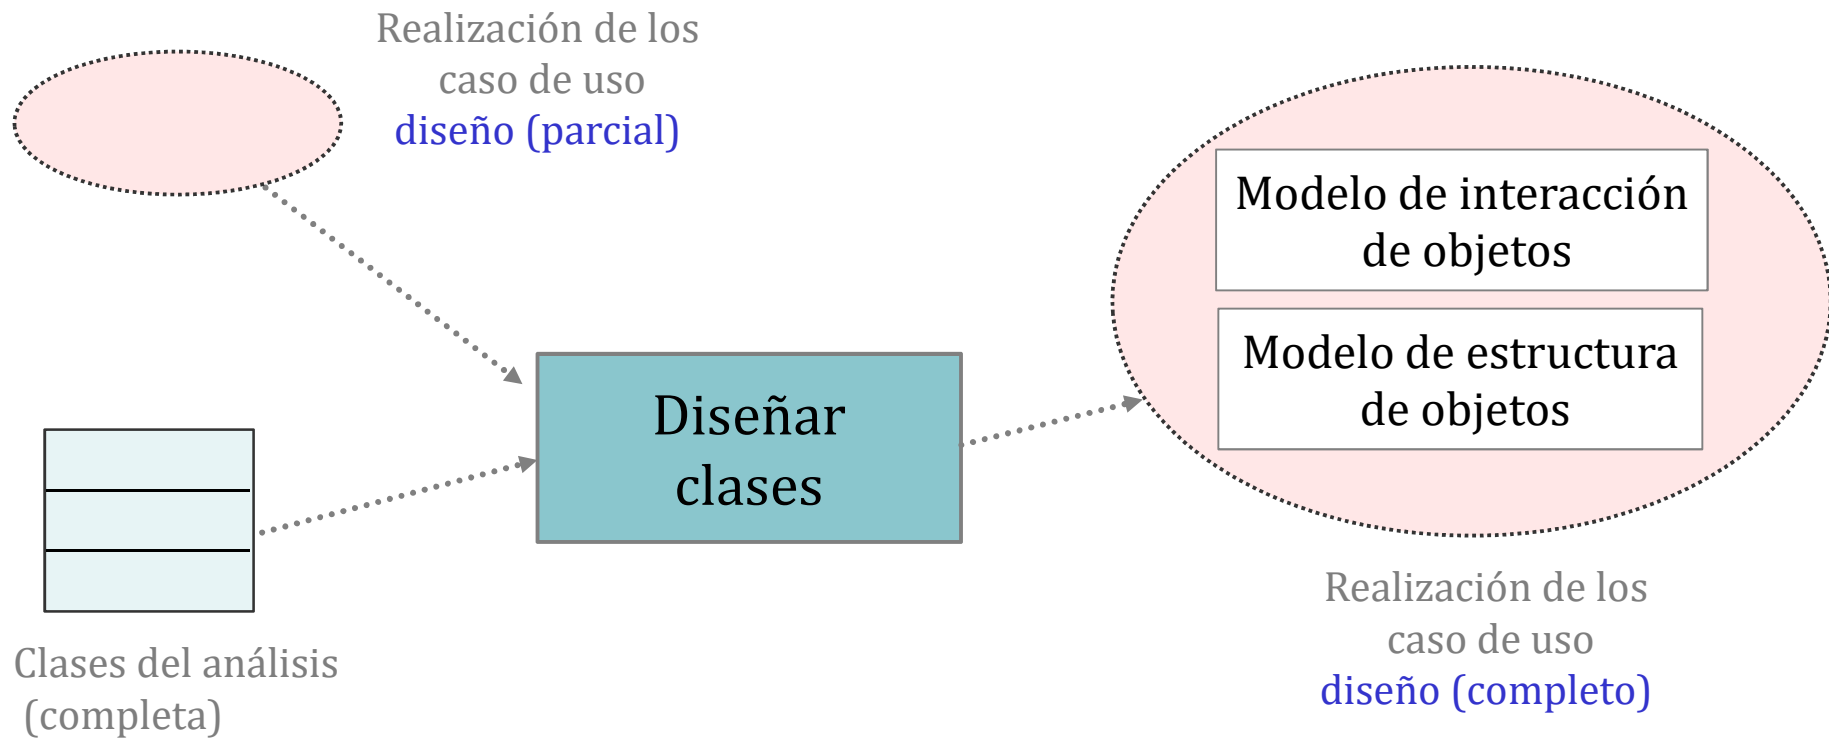 Realización de los
caso de uso
diseño (parcial)
Modelo de interacción
de objetos
Modelo de estructura
de objetos
Diseñar
clases
Clases del análisis
(completa)
Realización de los
caso de uso
diseño (completo)